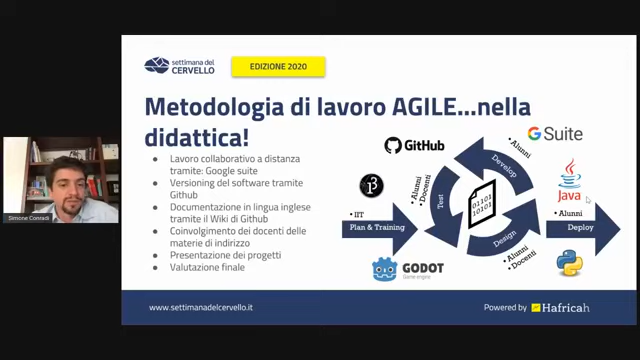 settimana del
CERVELLO
EDIZIONE 2020
Metodologia di lavoro AGILE...nella
didattica!
• Lavoro collaborativo a distanza
tramite: Google suite
• Versioning del software tramite
Github
• Documentazione in lingua inglese
tramite il Wiki di Github
• Coinvolgimento dei docenti delle
materie di indirizzo
• Presentazione dei progetti
• Valutazione finale
GitHub
G Suite
• Alunni
Develop
Java
• Alunni
• Docenti
Test
01101
10101
• IIT
Plan & Training
• Alunni
Deploy
Design
• Alunni
• Docenti
GODOT
Game engine
Simone Conradi
www.settimanadelcervello.it
Powered by
Hafricah